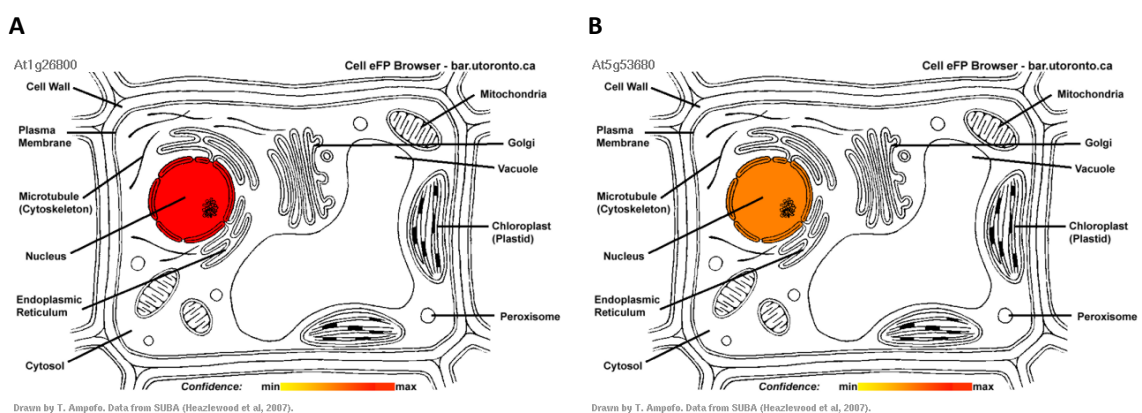 A
At1g26800
Cell eFP Browser - bar.utoronto.ca
Cell Wall
Mitochondria
Plasma
Membrane
Golgi
Vacuole
Microtubule
(Cytoskeleton)
Chloroplast
(Plastid)
Nucleus
Endoplasmic
Reticulum
Peroxisome
Cytosol
Confidence: min max
Drawn by T. Ampofo. Data from SUBA (Heazlewood et al, 2007).
B
At5g53680
Cell eFP Browser - bar.utoronto.ca
Cell Wall
Mitochondria
Plasma
Membrane
Golgi
Vacuole
Microtubule
(Cytoskeleton)
Chloroplast
(Plastid)
Nucleus
Endoplasmic
Reticulum
Peroxisome
Cytosol
Confidence: min max
Drawn by T. Ampofo. Data from SUBA (Heazlewood et al, 2007).